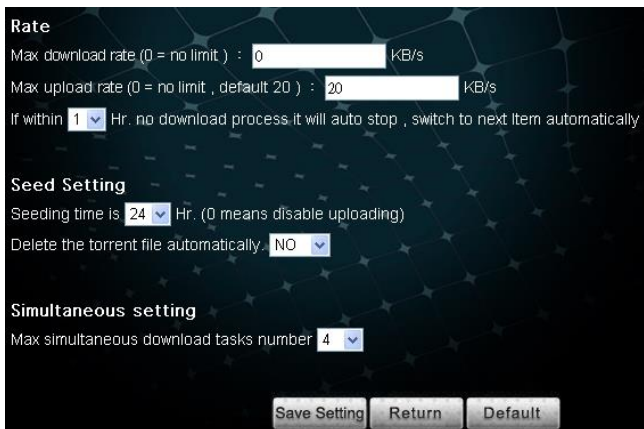 Rate
Max download rate (0 = no limit ) : 0 KB/s
Max upload rate (0 = no limit , default 20 ) : 20 KB/s
If within 1 Hr. no download process it will auto stop , switch to next Item automatically
Seed Setting
Seeding time is 24 Hr. (0 means disable uploading)
Delete the torrent file automatically. NO
Simultaneous setting
Max simultaneous download tasks number 4
Save Setting Return Default